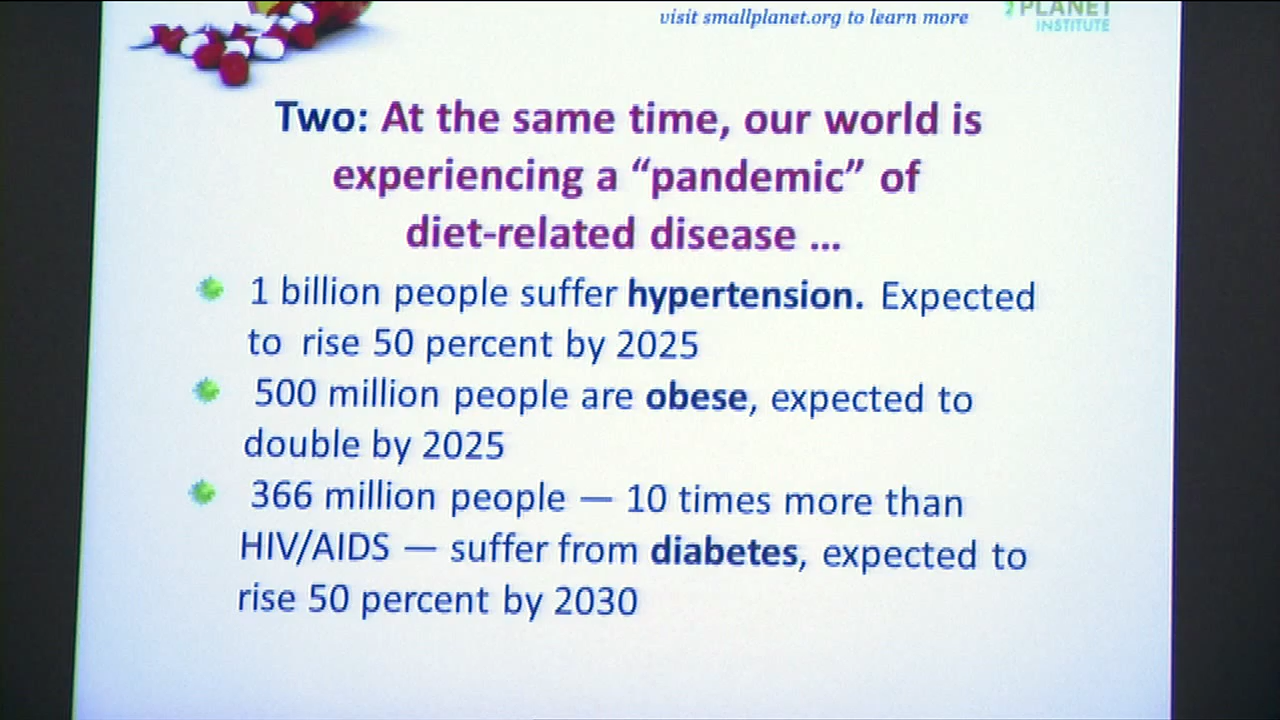 visit smallplanet.org to learn more
PLANET
INSTITUTE
Two: At the same time, our world is
experiencing a “pandemic” of
diet-related disease ...
1 billion people suffer hypertension. Expected
to rise 50 percent by 2025
500 million people are obese, expected to
double by 2025
366 million people — 10 times more than
HIV/AIDS — suffer from diabetes, expected to
rise 50 percent by 2030